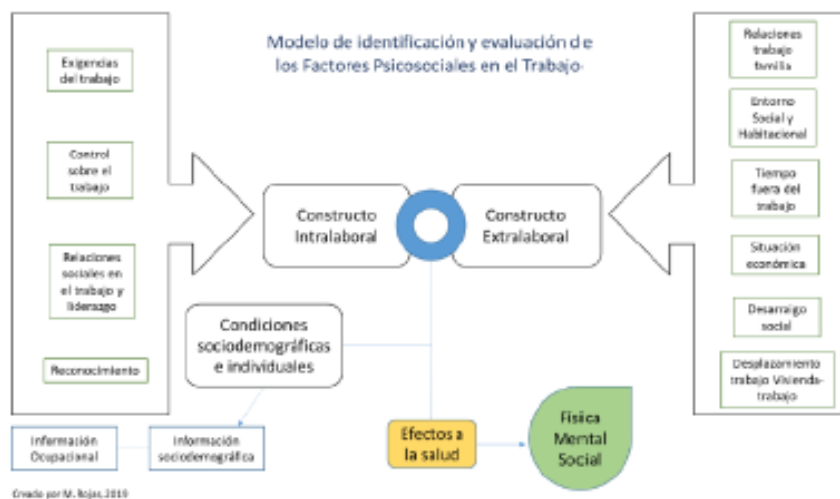 Modelo de identificación y evaluación de
los Factores Psicosociales en el Trabajo
Exigencias
del trabajo
Control
sobre el
trabajo
Relaciones
sociales en
el trabajo y
liderazgo
Reconocimiento
Constructo
Intralaboral
Constructo
Extralaboral
Relaciones
trabajo
familia
Entorno
Social y
Habitacional
Tiempo
fuera del
trabajo
Situación
económica
Desarraigo
social
Desplazamiento
trabajo Vivienda-
trabajo
Condiciones
sociodemográficas
e individuales
Información
Ocupacional
Información
sociodemográfica
Efectos a
la salud
Física
Mental
Social
Creado por M. Rojas, 2019